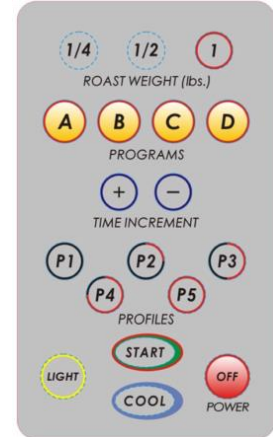 1/4 1/2 1
ROAST WEIGHT (lbs.)
A B C D
PROGRAMS
+ −
TIME INCREMENT
P1 P2 P3
P4 P5
PROFILES
START
LIGHT OFF
COOL
POWER